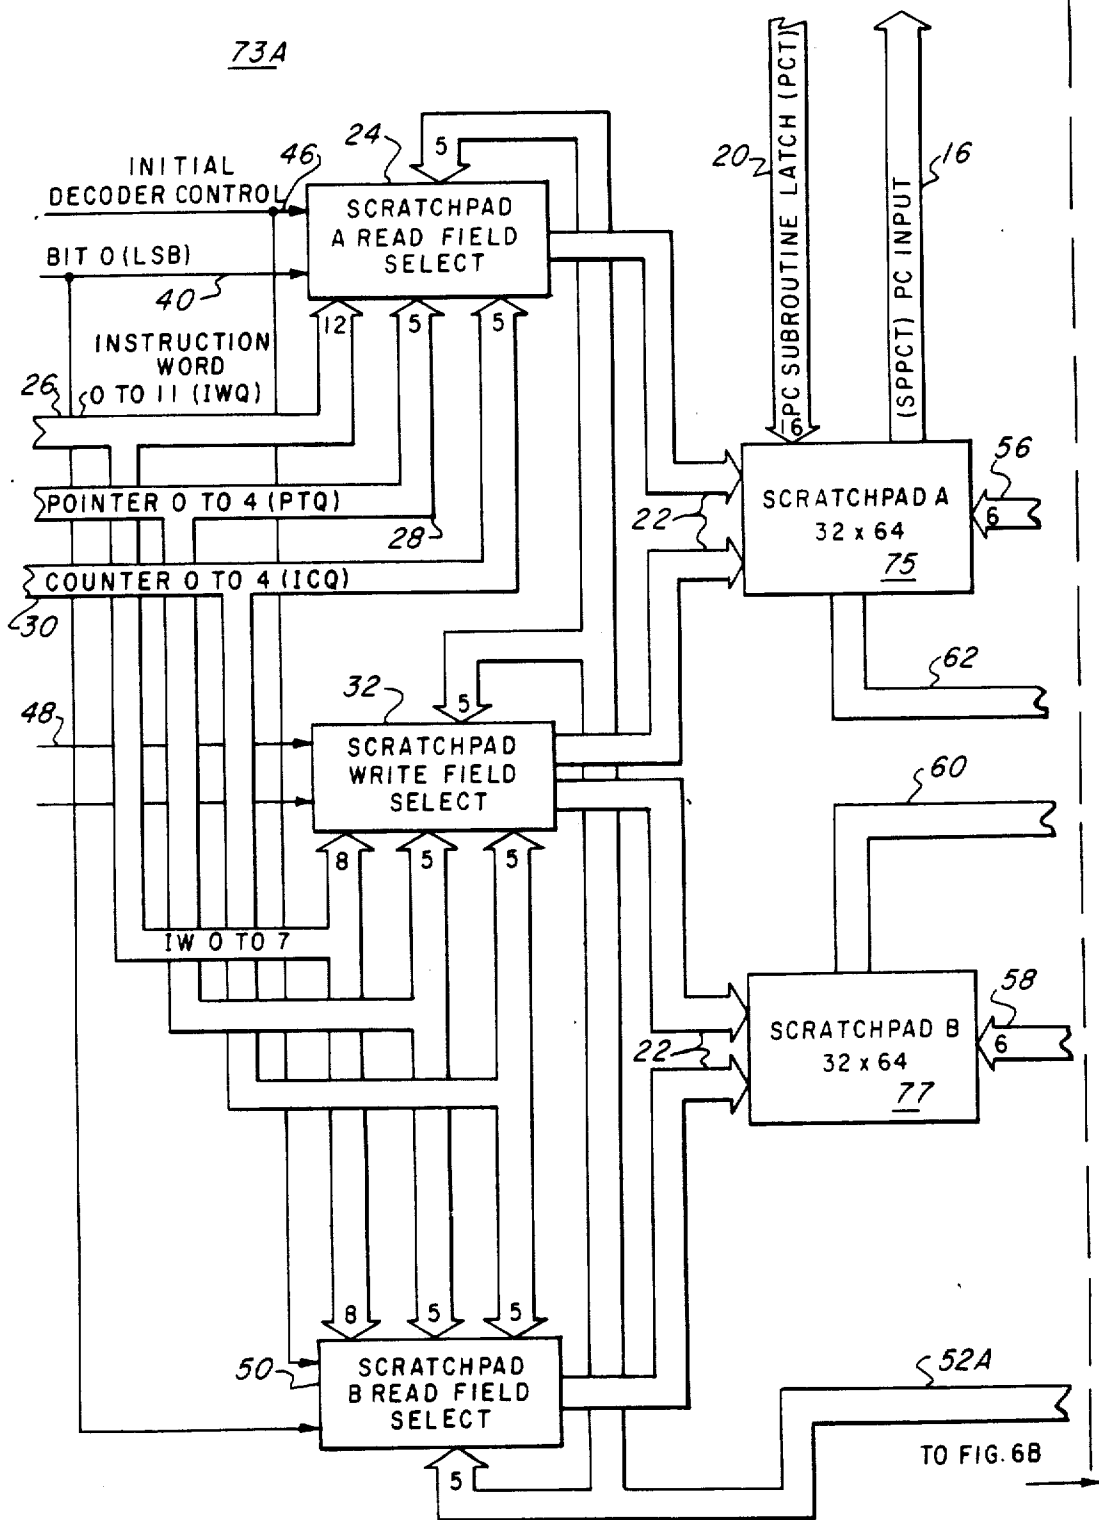 73A
24
5
20
16
INITIAL
DECODER CONTROL
46
SCRATCHPAD
A READ FIELD
SELECT
PC SUBROUTINE LATCH (PCT)
16
(SPPCT) PC INPUT
BIT 0 (LSB)
40
12
5
5
INSTRUCTION
WORD
0 TO 11 (IWQ)
26
POINTER 0 TO 4 (PTQ)
28
22
SCRATCHPAD A
32 x 64
75
56
6
COUNTER 0 TO 4 (ICQ)
30
62
5
32
48
SCRATCHPAD
WRITE FIELD
SELECT
60
8
5
5
IW 0 TO 7
58
SCRATCHPAD B
32 x 64
77
6
22
8
5
5
50
SCRATCHPAD
B READ FIELD
SELECT
52A
5
TO FIG. 6B